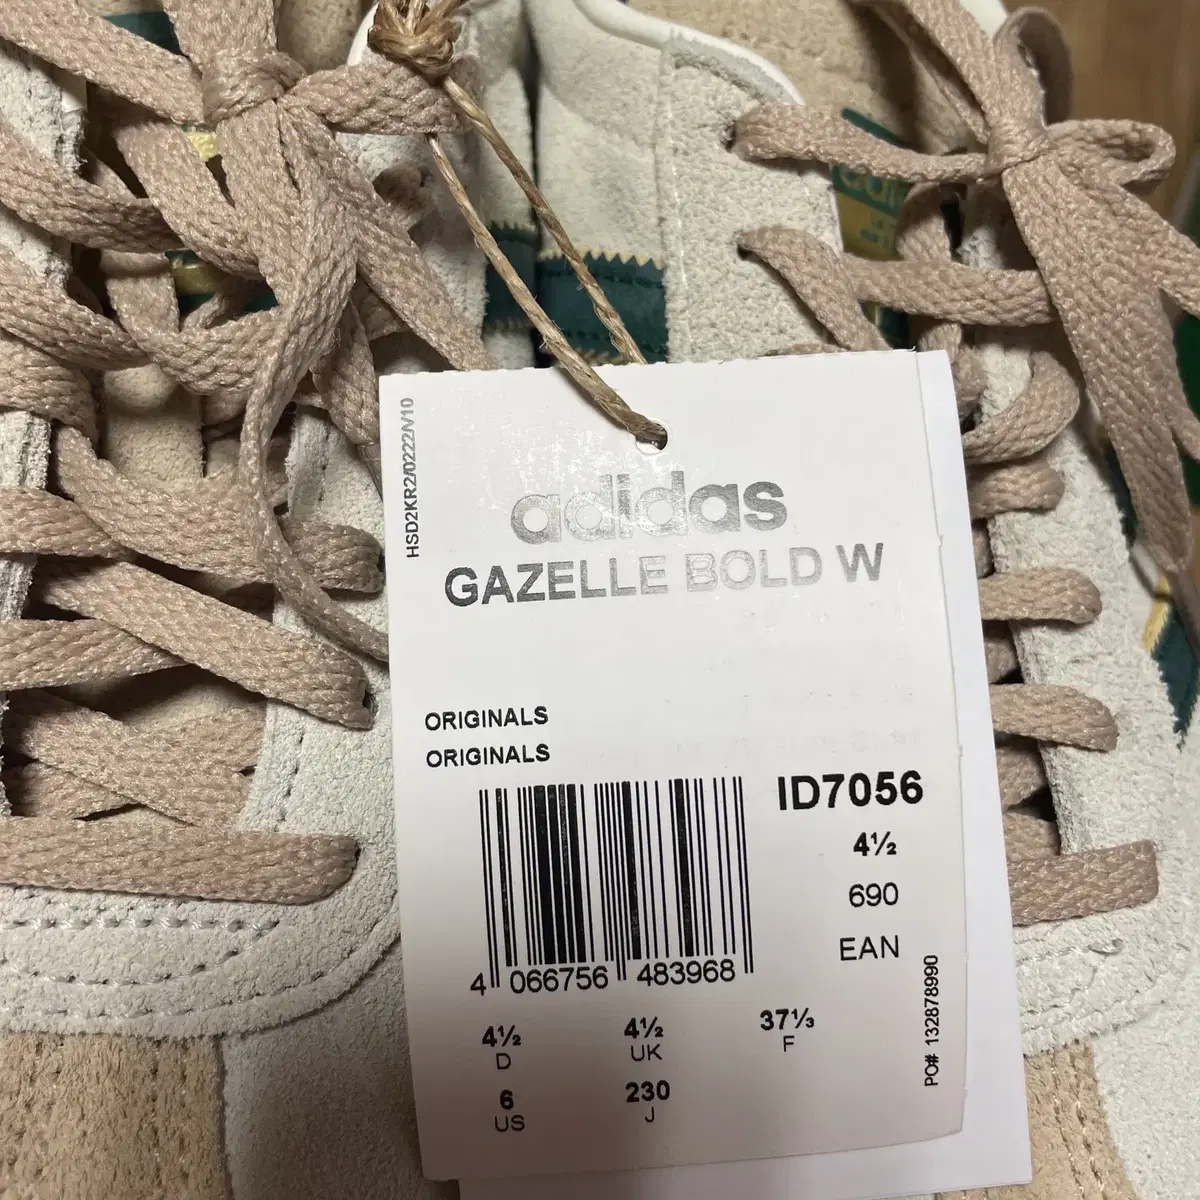 HSD2KR2/0222/V10
adidas
GAZELLE BOLD W
ORIGINALS
ORIGINALS
ID7056
4½
690
EAN
4 066756 483968
4½ 4½ 37⅓
D UK F
6 230
US J
PO# 132878990